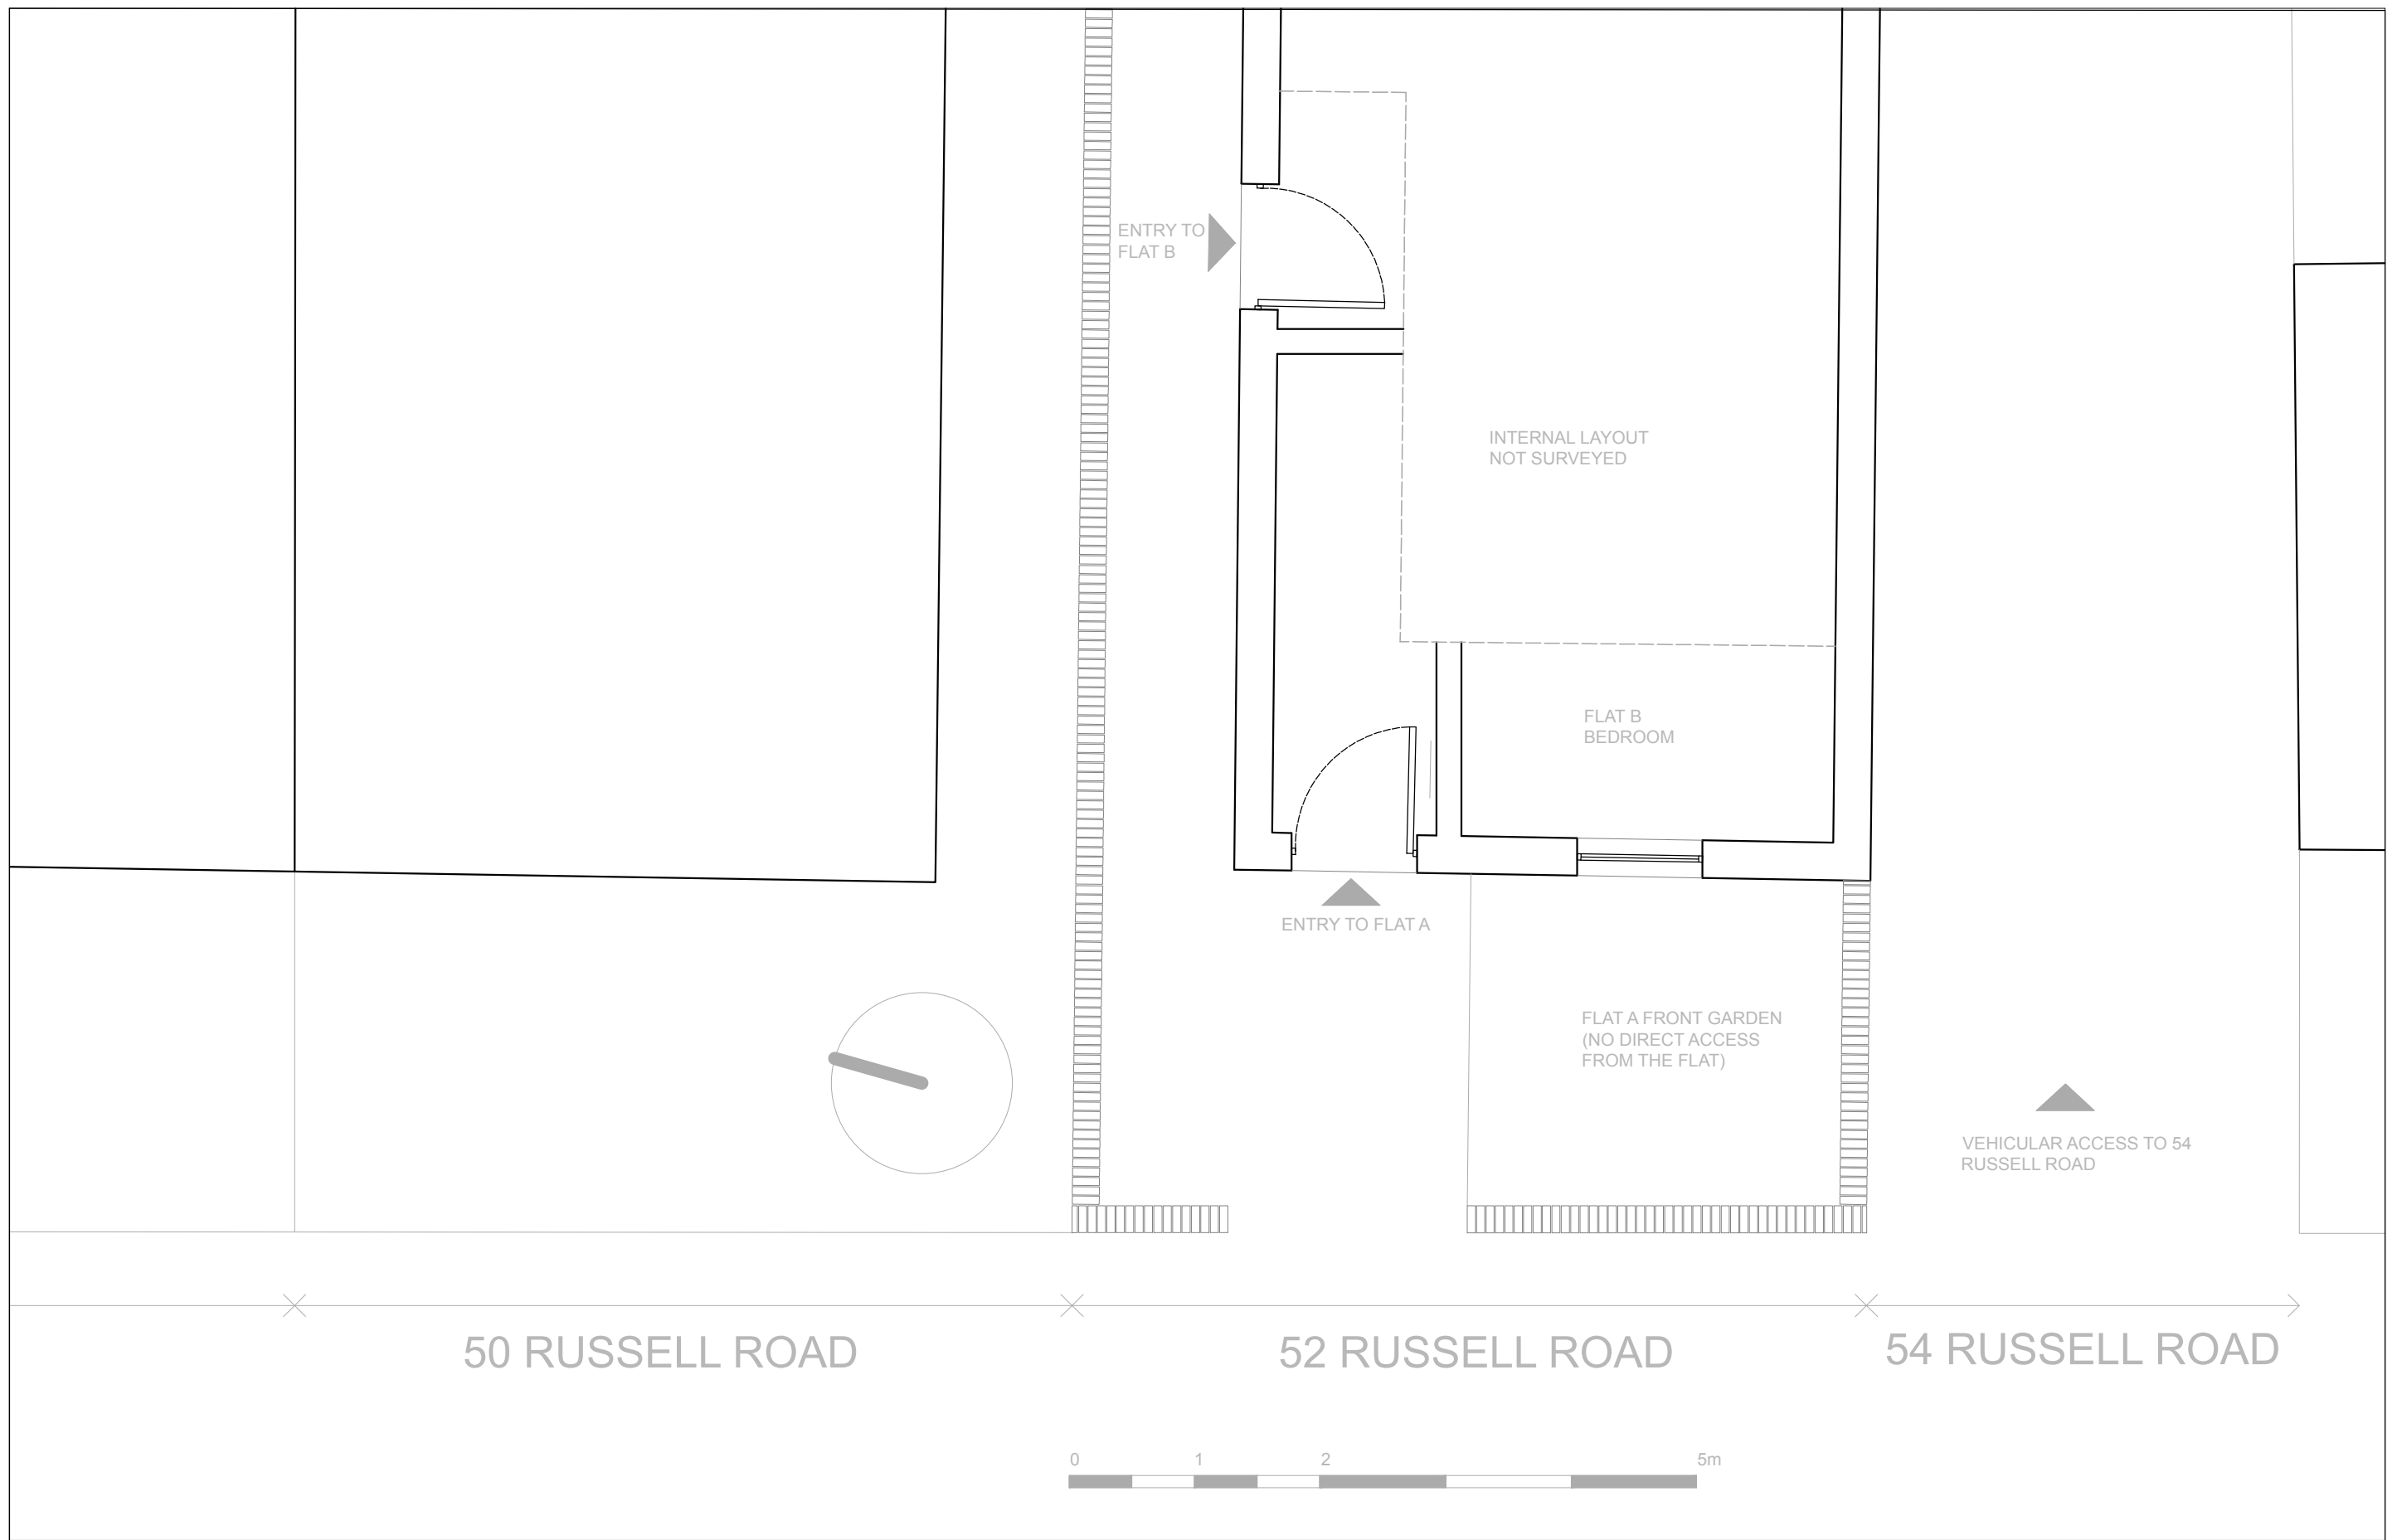 ENTRY TO
FLAT B
INTERNAL LAYOUT
NOT SURVEYED
FLAT B
BEDROOM
ENTRY TO FLAT A
FLAT A FRONT GARDEN
(NO DIRECT ACCESS
FROM THE FLAT)
VEHICULAR ACCESS TO 54
RUSSELL ROAD
50 RUSSELL ROAD
52 RUSSELL ROAD
54 RUSSELL ROAD
0 1 2 5m